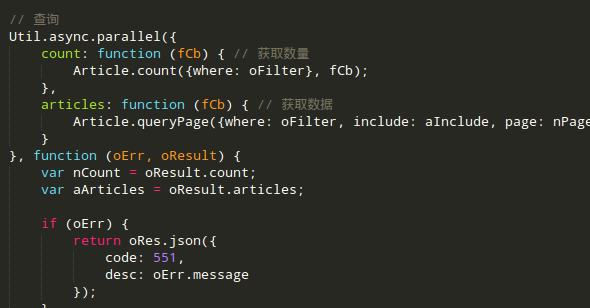 // 查询
Util.async.parallel({
count: function (fCb) { // 获取数量
Article.count({where: oFilter}, fCb);
},
articles: function (fCb) { // 获取数据
Article.queryPage({where: oFilter, include: aInclude, page: nPage
}
}, function (oErr, oResult) {
var nCount = oResult.count;
var aArticles = oResult.articles;
if (oErr) {
return oRes.json({
code: 551,
desc: oErr.message
});
}